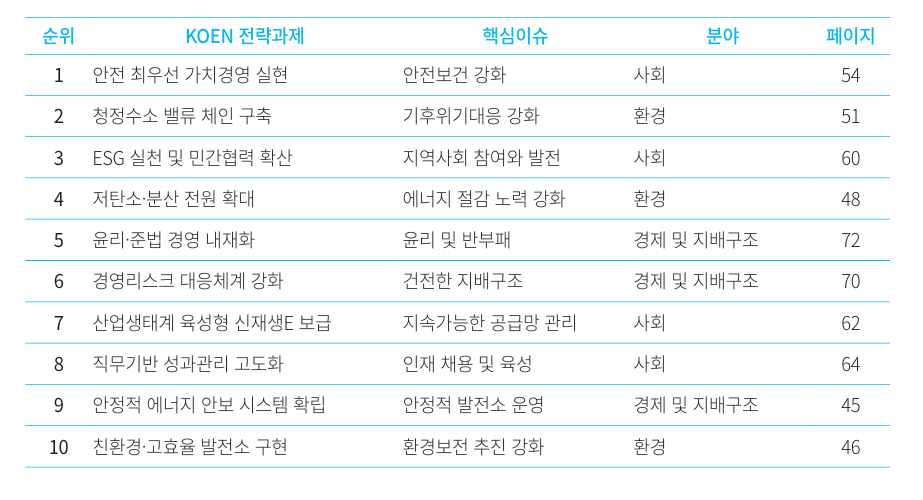 순위 KOEN 전략과제 핵심이슈 분야 페이지
1 안전 최우선 가치경영 실현 안전보건 강화 사회 54
2 청정수소 밸류 체인 구축 기후위기대응 강화 환경 51
3 ESG 실천 및 민간협력 확산 지역사회 참여와 발전 사회 60
4 저탄소·분산 전원 확대 에너지 절감 노력 강화 환경 48
5 윤리·준법 경영 내재화 윤리 및 반부패 경제 및 지배구조 72
6 경영리스크 대응체계 강화 건전한 지배구조 경제 및 지배구조 70
7 산업생태계 육성형 신재생E 보급 지속가능한 공급망 관리 사회 62
8 직무기반 성과관리 고도화 인재 채용 및 육성 사회 64
9 안정적 에너지 안보 시스템 확립 안정적 발전소 운영 경제 및 지배구조 45
10 친환경·고효율 발전소 구현 환경보전 추진 강화 환경 46